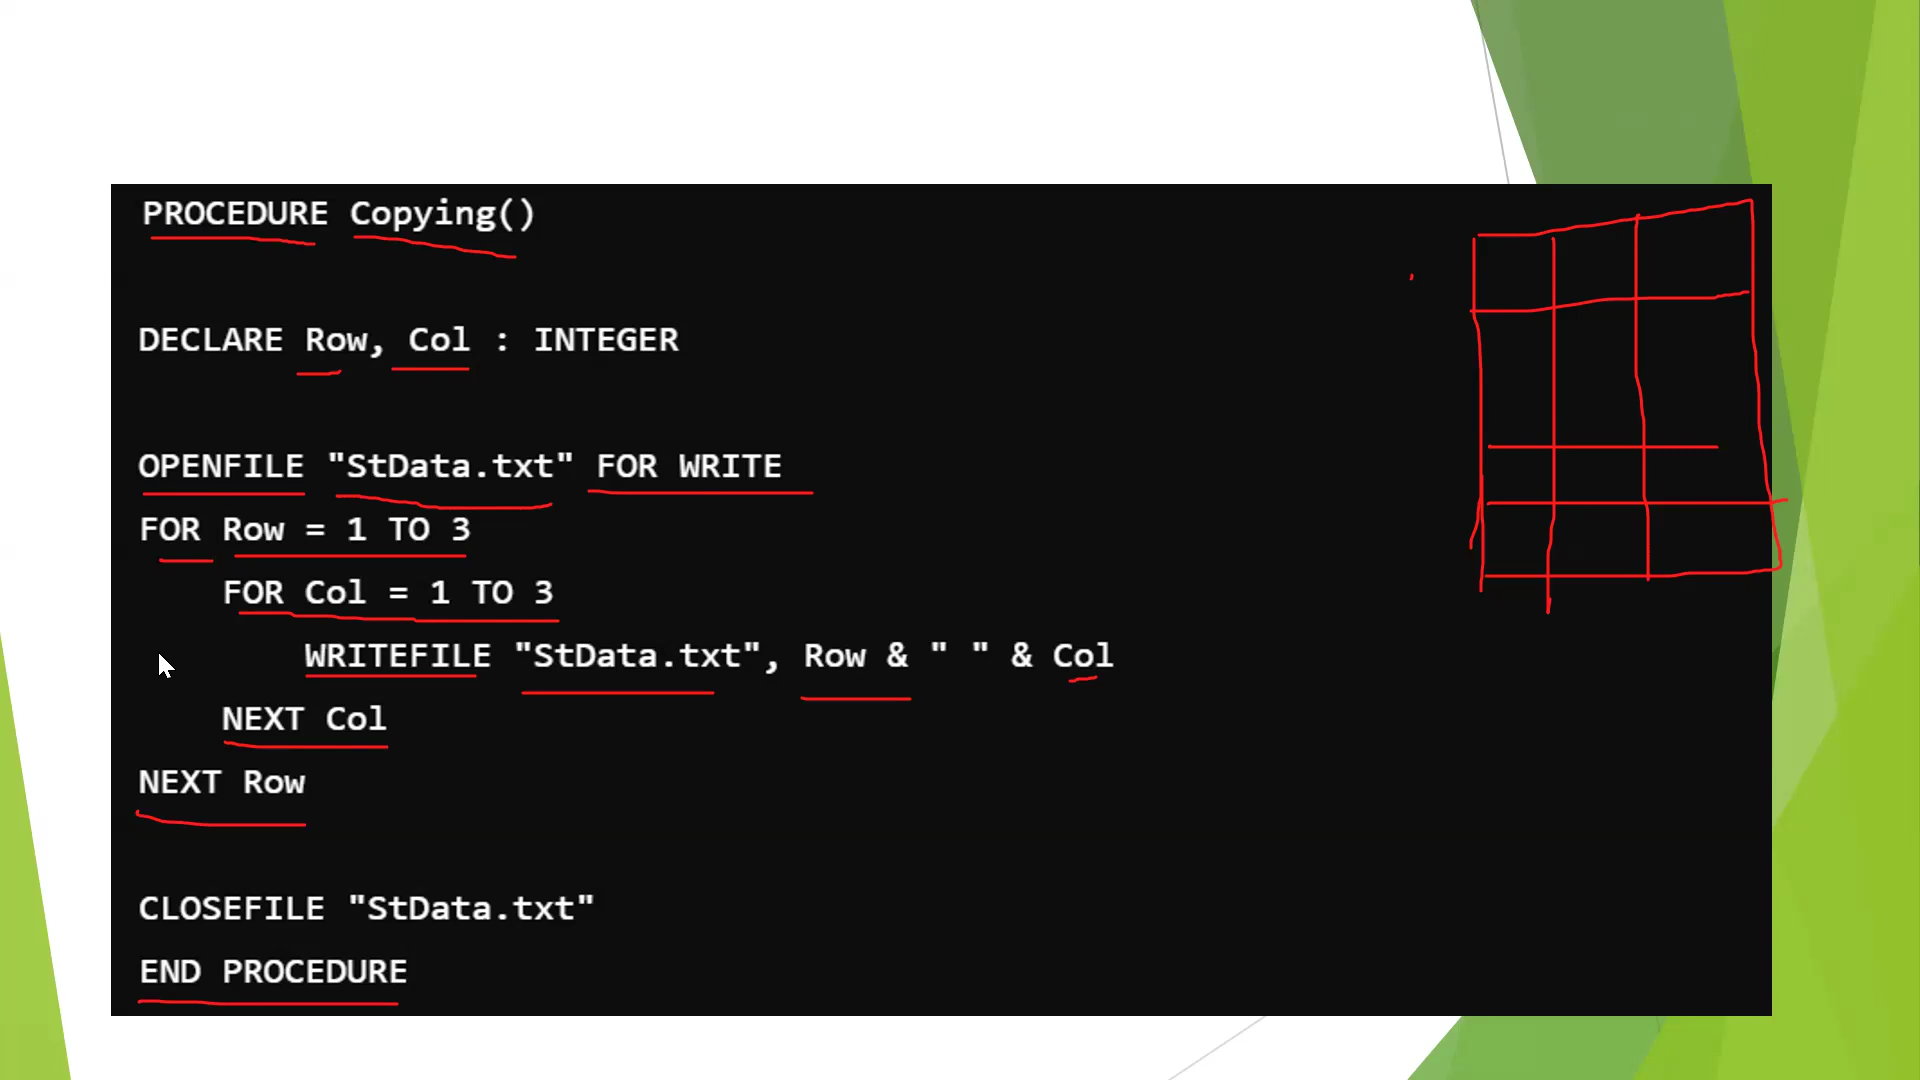 PROCEDURE Copying()
DECLARE Row, Col : INTEGER
OPENFILE "StData.txt" FOR WRITE
FOR Row = 1 TO 3
FOR Col = 1 TO 3
WRITEFILE "StData.txt", Row & " " & Col
NEXT Col
NEXT Row
CLOSEFILE "StData.txt"
END PROCEDURE